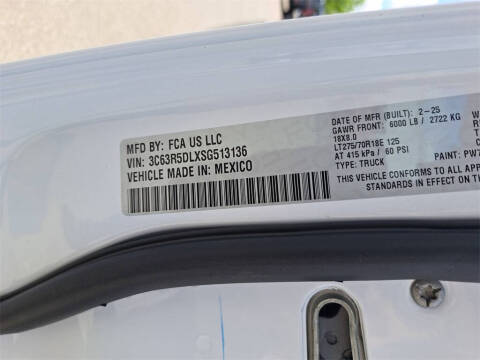 MFD BY: FCA US LLC
VIN: 3C63R5DLXSG513136
VEHICLE MADE IN: MEXICO
DATE OF MFR (BUILT): 2-25
GAWR FRONT: 6000 LB / 2722 KG
18X8.0
LT275/70R18E 125
AT 415 kPa / 60 PSI
TYPE: TRUCK
PAINT: PW7
THIS VEHICLE CONFORMS TO ALL APP
STANDARDS IN EFFECT